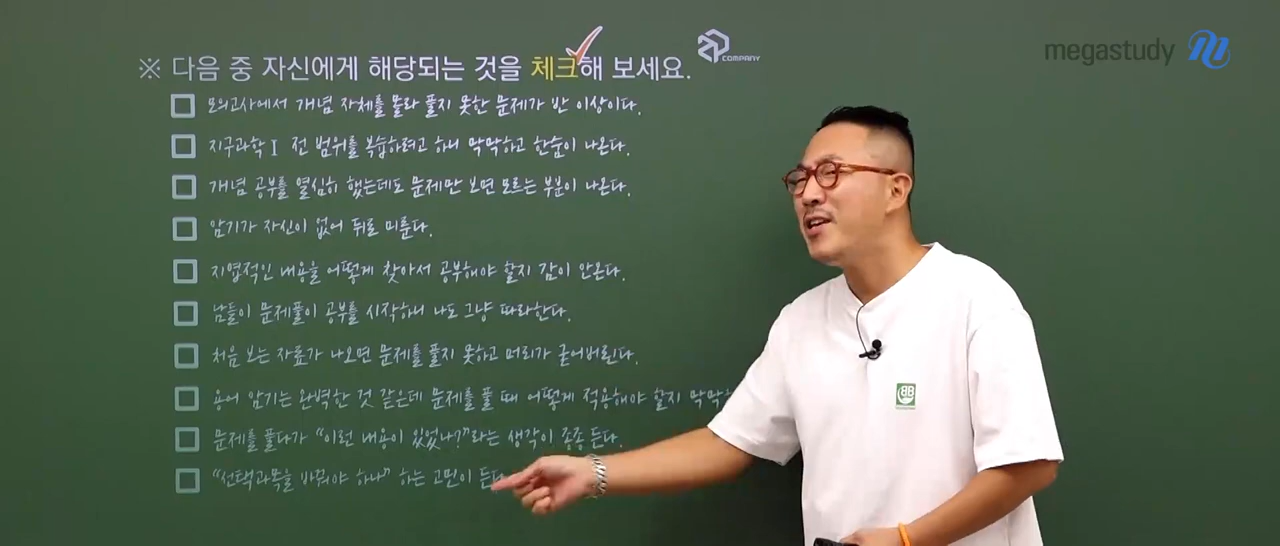 ※ 다음 중 자신에게 해당되는 것을 체크해 보세요.
ZP COMPANY
megastudy
모의고사에서 개념 자체를 몰라 풀지 못한 문제가 반 이상이다.
지구과학Ⅰ 전 범위를 복습하려고 하니 막막하고 한숨이 나온다.
개념 공부를 열심히 했는데도 문제만 보면 모르는 부분이 나온다.
암기가 자신이 없어 뒤로 미룬다.
지엽적인 내용을 어떻게 찾아서 공부해야 할지 감이 안온다.
남들이 문제풀이 공부를 시작하니 나도 그냥 따라한다.
처음 보는 자료가 나오면 문제를 풀지 못하고 머리가 굳어버린다.
용어 암기는 완벽한 것 같은데 문제를 풀 때 어떻게 적용해야 할지 막막
문제를 풀다가 “이런 내용이 있었나?”라는 생각이 종종 든다.
“선택과목을 바꿔야 하나” 하는 고민이 든다
BB